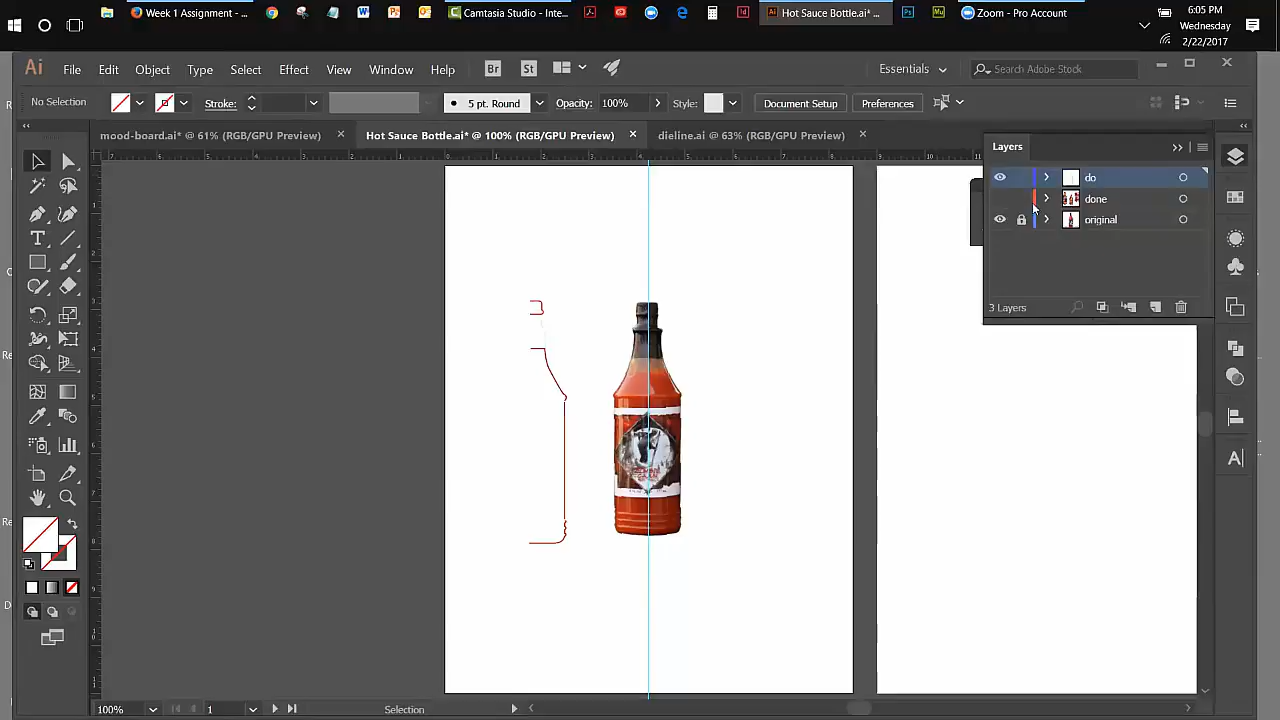 Week 1 Assignment - ...
Camtasia Studio - Inte...
Hot Sauce Bottle.ai* ...
Zoom - Pro Account
6:05 PM
Wednesday
2/22/2017
Ai File Edit Object Type Select Effect View Window Help Br St Essentials Search Adobe Stock
No Selection Stroke: 5 pt. Round Opacity: 100% Style: Document Setup Preferences
mood-board.ai* @ 61% (RGB/GPU Preview) Hot Sauce Bottle.ai* @ 100% (RGB/GPU Preview) dieline.ai @ 63% (RGB/GPU Preview)
Layers
do
done
original
3 Layers
100% 1 Selection